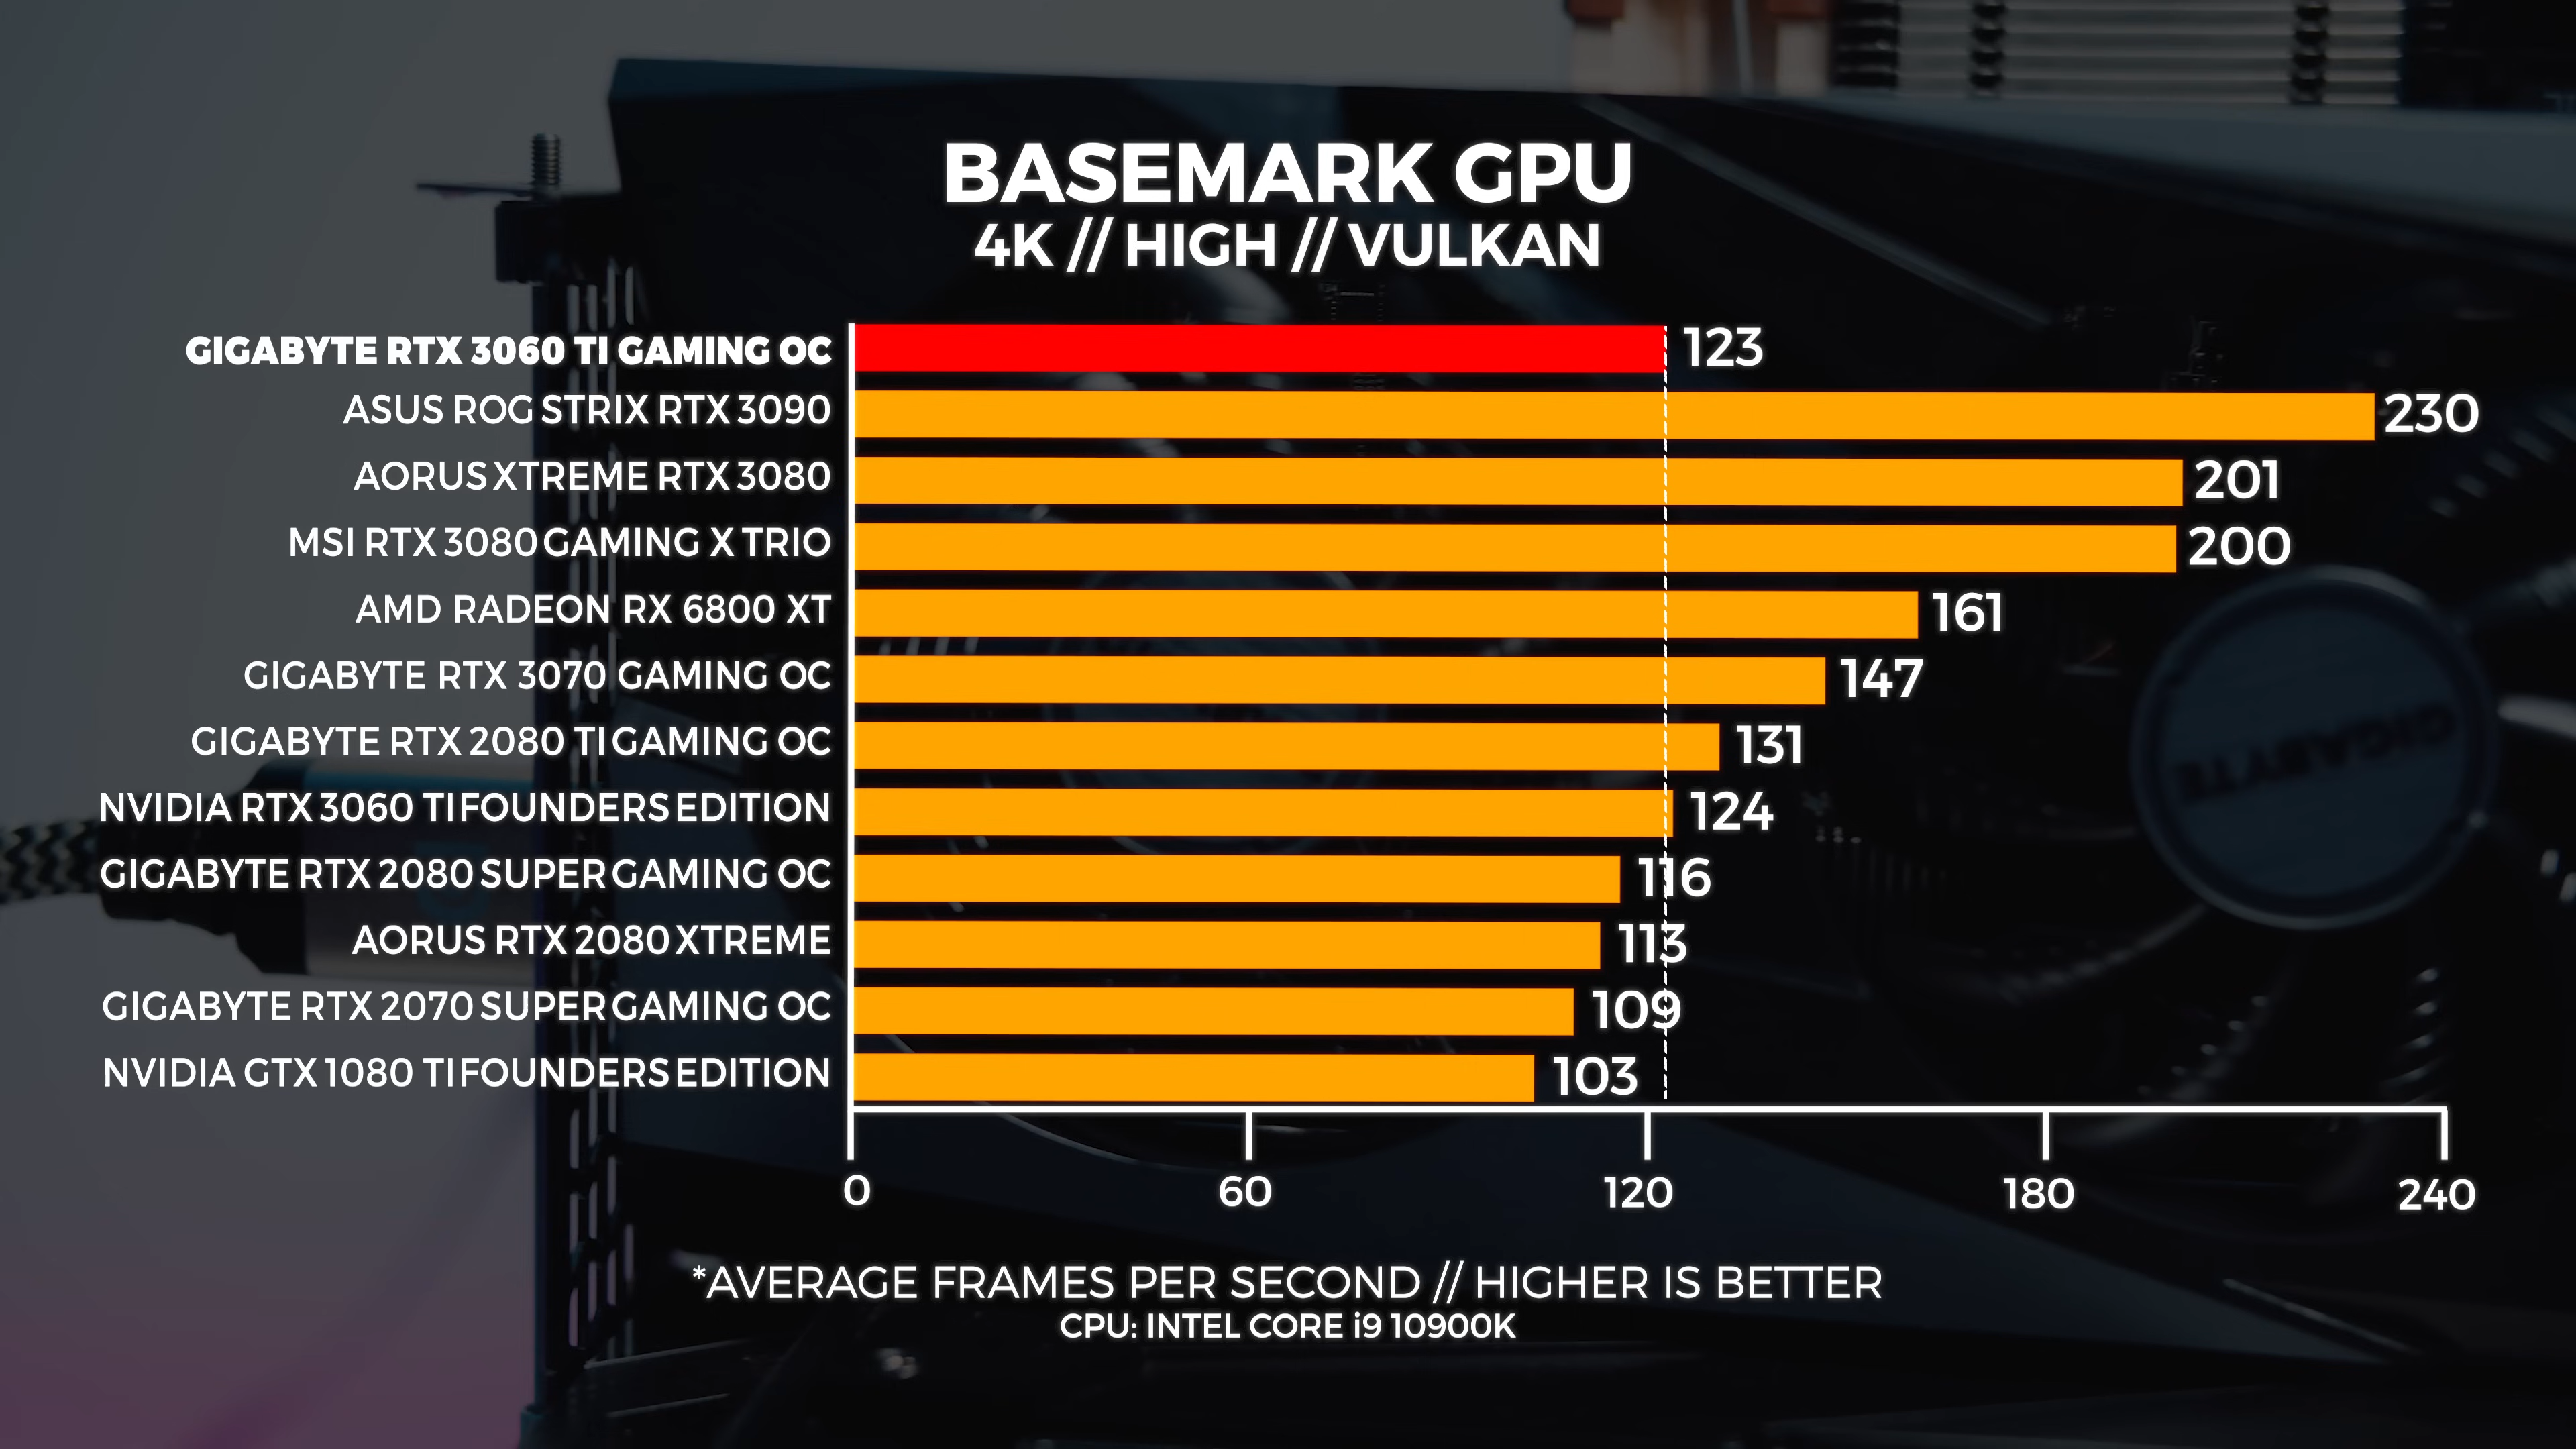 BASEMARK GPU
4K // HIGH // VULKAN
GIGABYTE RTX 3060 TI GAMING OC 123
ASUS ROG STRIX RTX 3090 230
AORUS XTREME RTX 3080 201
MSI RTX 3080 GAMING X TRIO 200
AMD RADEON RX 6800 XT 161
GIGABYTE RTX 3070 GAMING OC 147
GIGABYTE RTX 2080 TI GAMING OC 131
NVIDIA RTX 3060 TI FOUNDERS EDITION 124
GIGABYTE RTX 2080 SUPER GAMING OC 116
AORUS RTX 2080 XTREME 113
GIGABYTE RTX 2070 SUPER GAMING OC 109
NVIDIA GTX 1080 TI FOUNDERS EDITION 103
0 60 120 180 240
*AVERAGE FRAMES PER SECOND // HIGHER IS BETTER
CPU: INTEL CORE i9 10900K
GIGABYTE